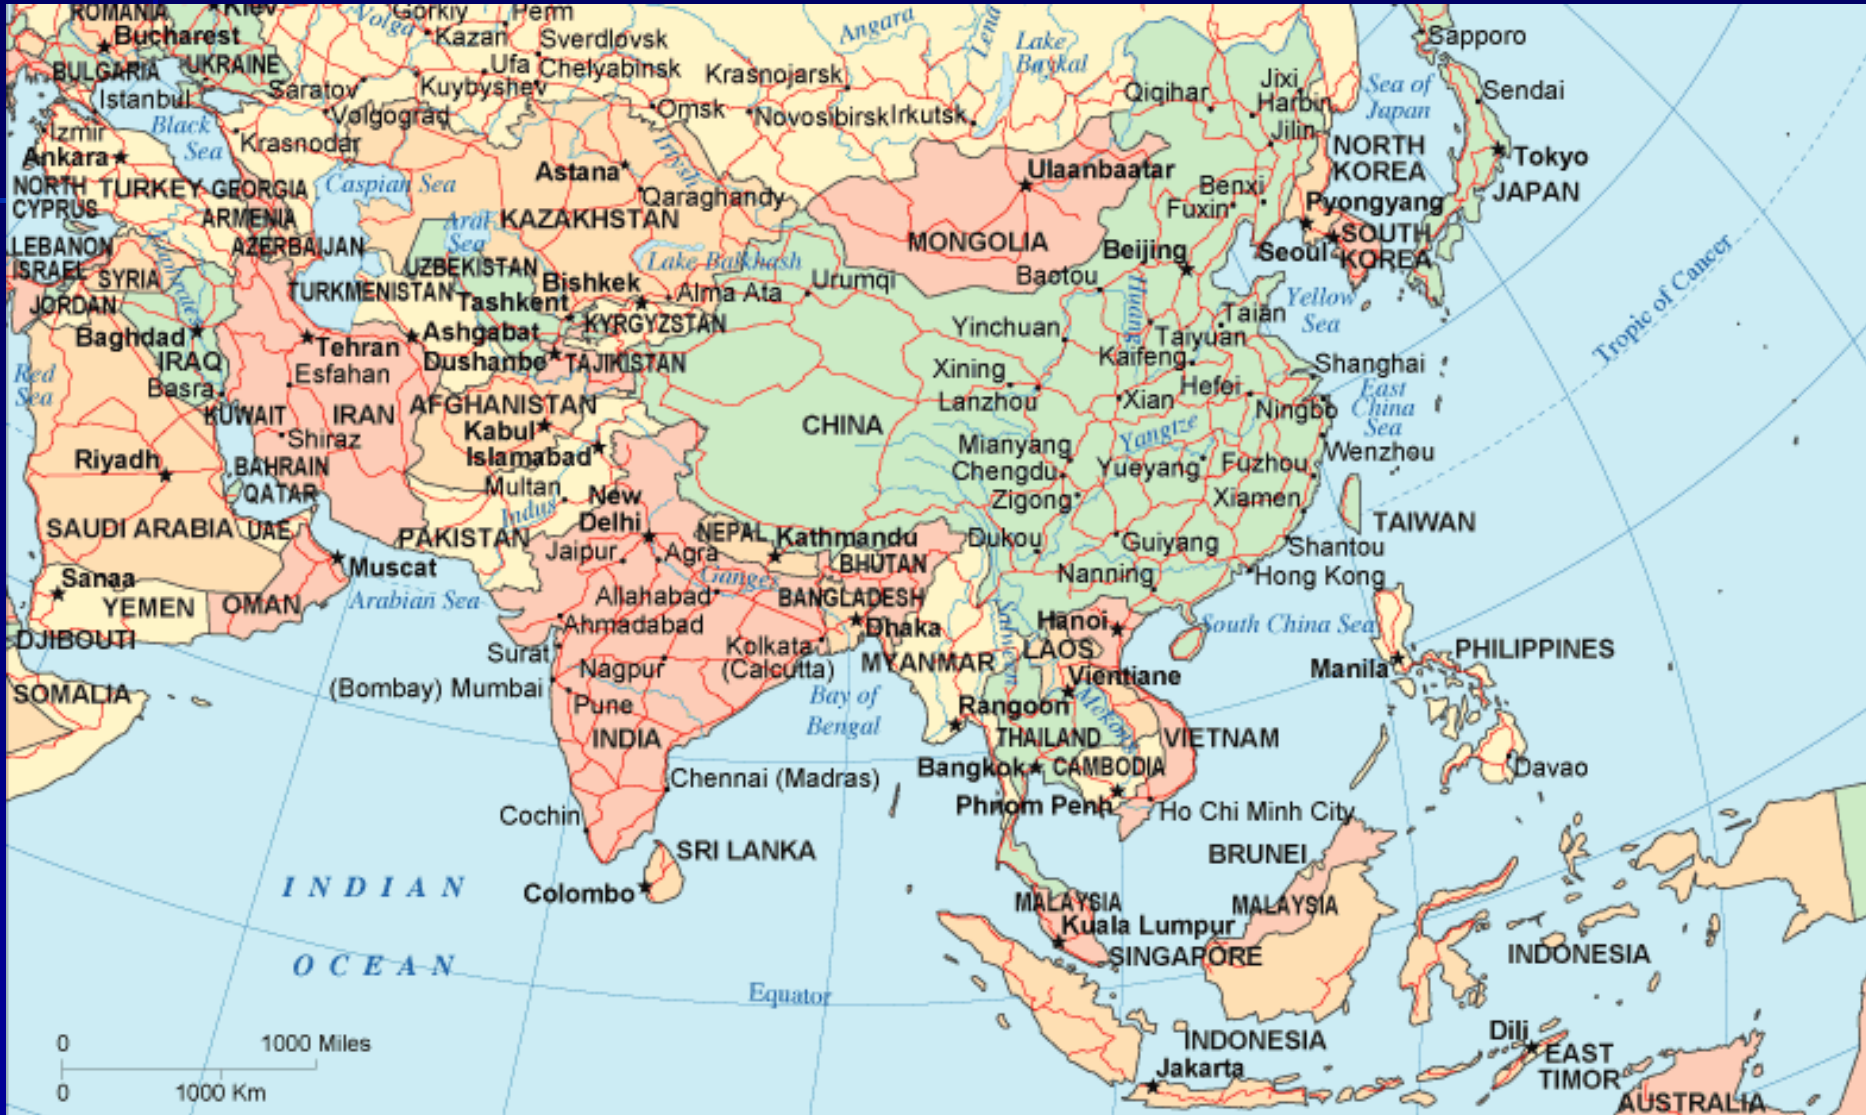 ROMANIA
Kiev
Volga
Gorkiy
Perm
Angara
Lena
Lake
Baykal
Sapporo
Bucharest
Kazan
Sverdlovsk
BULGARIA
UKRAINE
Ufa
Chelyabinsk
Krasnojarsk
Qiqihar
Jixi
Sea of
Japan
Sendai
Istanbul
Saratov
Kuybyshev
Omsk
Novosibirsk
Irkutsk
Harbin
Black
Sea
Volgograd
Jilin
Izmir
Krasnodar
NORTH
KOREA
Tokyo
Ankara
Astana
Irtysh
Ulaanbaatar
JAPAN
NORTH
CYPRUS
TURKEY
GEORGIA
Caspian Sea
Qaraghandy
Benxi
Fuxin
Pyongyang
ARMENIA
Aral
Sea
KAZAKHSTAN
MONGOLIA
Beijing
Seoul
SOUTH
KOREA
LEBANON
AZERBAIJAN
ISRAEL
SYRIA
Euphrates
UZBEKISTAN
Lake Balkhash
Baotou
Huang
Tropic of Cancer
JORDAN
TURKMENISTAN
Bishkek
Tashkent
Alma Ata
Urumqi
Yellow
Sea
Baghdad
Ashgabat
KYRGYZSTAN
Yinchuan
Taian
Taiyuan
IRAQ
Tehran
Dushanbe
TAJIKISTAN
Kaifeng
Shanghai
Red
Sea
Basra
Esfahan
Xining
Hefei
East
China
Sea
KUWAIT
IRAN
AFGHANISTAN
Lanzhou
Xian
Ningbo
Shiraz
Kabul
CHINA
Yangtze
Wenzhou
Riyadh
BAHRAIN
QATAR
Islamabad
Mianyang
Chengdu
Yueyang
Fuzhou
Multan
Indus
New
Delhi
Zigong
Xiamen
SAUDI ARABIA
UAE
PAKISTAN
NEPAL
Kathmandu
Dukou
Guiyang
TAIWAN
Jaipur
Agra
BHUTAN
Shantou
Muscat
Ganges
Nanning
Hong Kong
Sanaa
YEMEN
OMAN
Arabian Sea
Allahabad
BANGLADESH
Salween
Hanoi
South China Sea
DJIBOUTI
Ahmadabad
Dhaka
Surat
Nagpur
Kolkata
(Calcutta)
MYANMAR
LAOS
Manila
PHILIPPINES
SOMALIA
(Bombay) Mumbai
Pune
Bay of
Bengal
Vientiane
Rangoon
Mekong
INDIA
THAILAND
VIETNAM
Chennai (Madras)
Bangkok
CAMBODIA
Davao
Cochin
Phnom Penh
Ho Chi Minh City
SRI LANKA
BRUNEI
INDIAN
OCEAN
Colombo
MALAYSIA
MALAYSIA
Kuala Lumpur
SINGAPORE
INDONESIA
Equator
0
1000 Miles
0
1000 Km
INDONESIA
Jakarta
Dili
EAST
TIMOR
AUSTRALIA